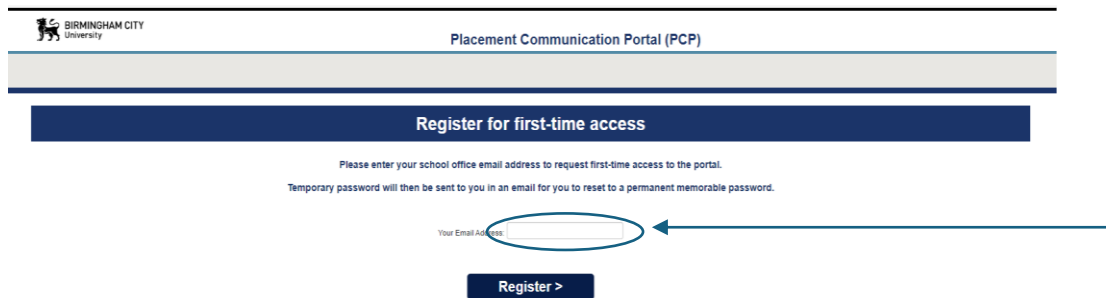 BIRMINGHAM CITY
University
Placement Communication Portal (PCP)
Register for first-time access
Please enter your school office email address to request first-time access to the portal.
Temporary password will then be sent to you in an email for you to reset to a permanent memorable password.
Your Email Address:
Register >